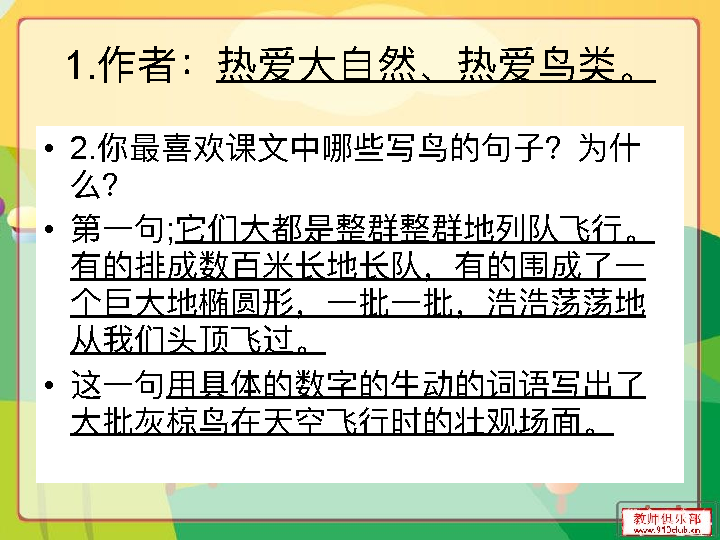 1.作者：热爱大自然、热爱鸟类。
• 2.你最喜欢课文中哪些写鸟的句子？为什
么？
• 第一句;它们大都是整群整群地列队飞行。
有的排成数百米长地长队，有的围成了一
个巨大地椭圆形，一批一批，浩浩荡荡地
从我们头顶飞过。
• 这一句用具体的数字的生动的词语写出了
大批灰椋鸟在天空飞行时的壮观场面。
教师俱乐部
www.910club.cn